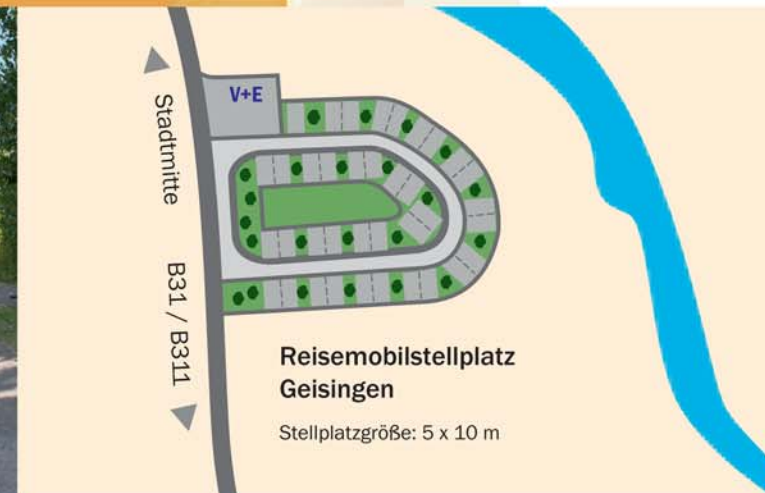 V+E
Stadtmitte
B31 / B311
Reisemobilstellplatz
Geisingen
Stellplatzgröße: 5 x 10 m